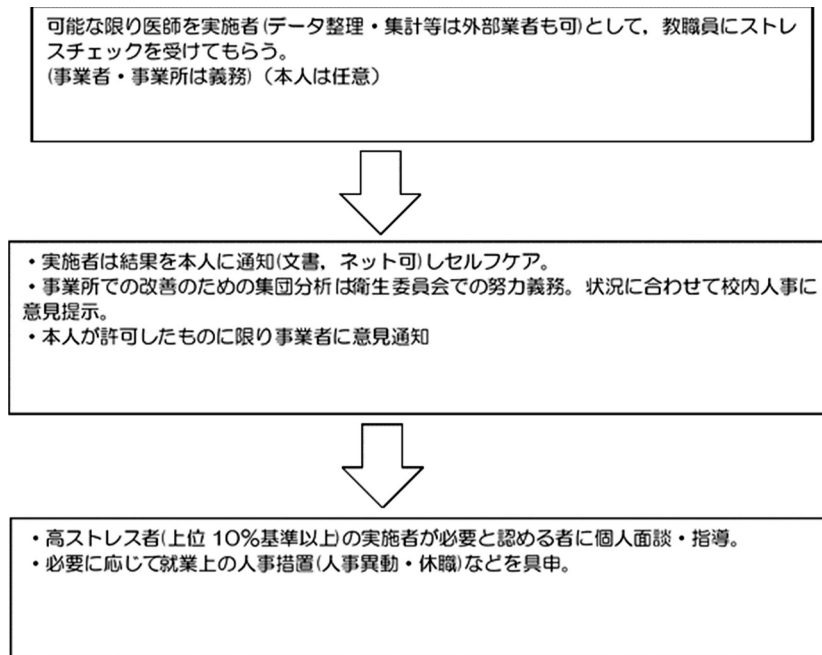 可能な限り医師を実施者(データ整理・集計等は外部業者も可)として，教職員にストレ
スチェックを受けてもらう。
(事業者・事業所は義務)（本人は任意）
・実施者は結果を本人に通知(文書，ネット可)しセルフケア。
・事業所での改善のための集団分析は衛生委員会での努力義務。状況に合わせて校内人事に
意見提示。
・本人が許可したものに限り事業者に意見通知
・高ストレス者(上位 10%基準以上)の実施者が必要と認める者に個人面談・指導。
・必要に応じて就業上の人事措置(人事異動・休職)などを具申。